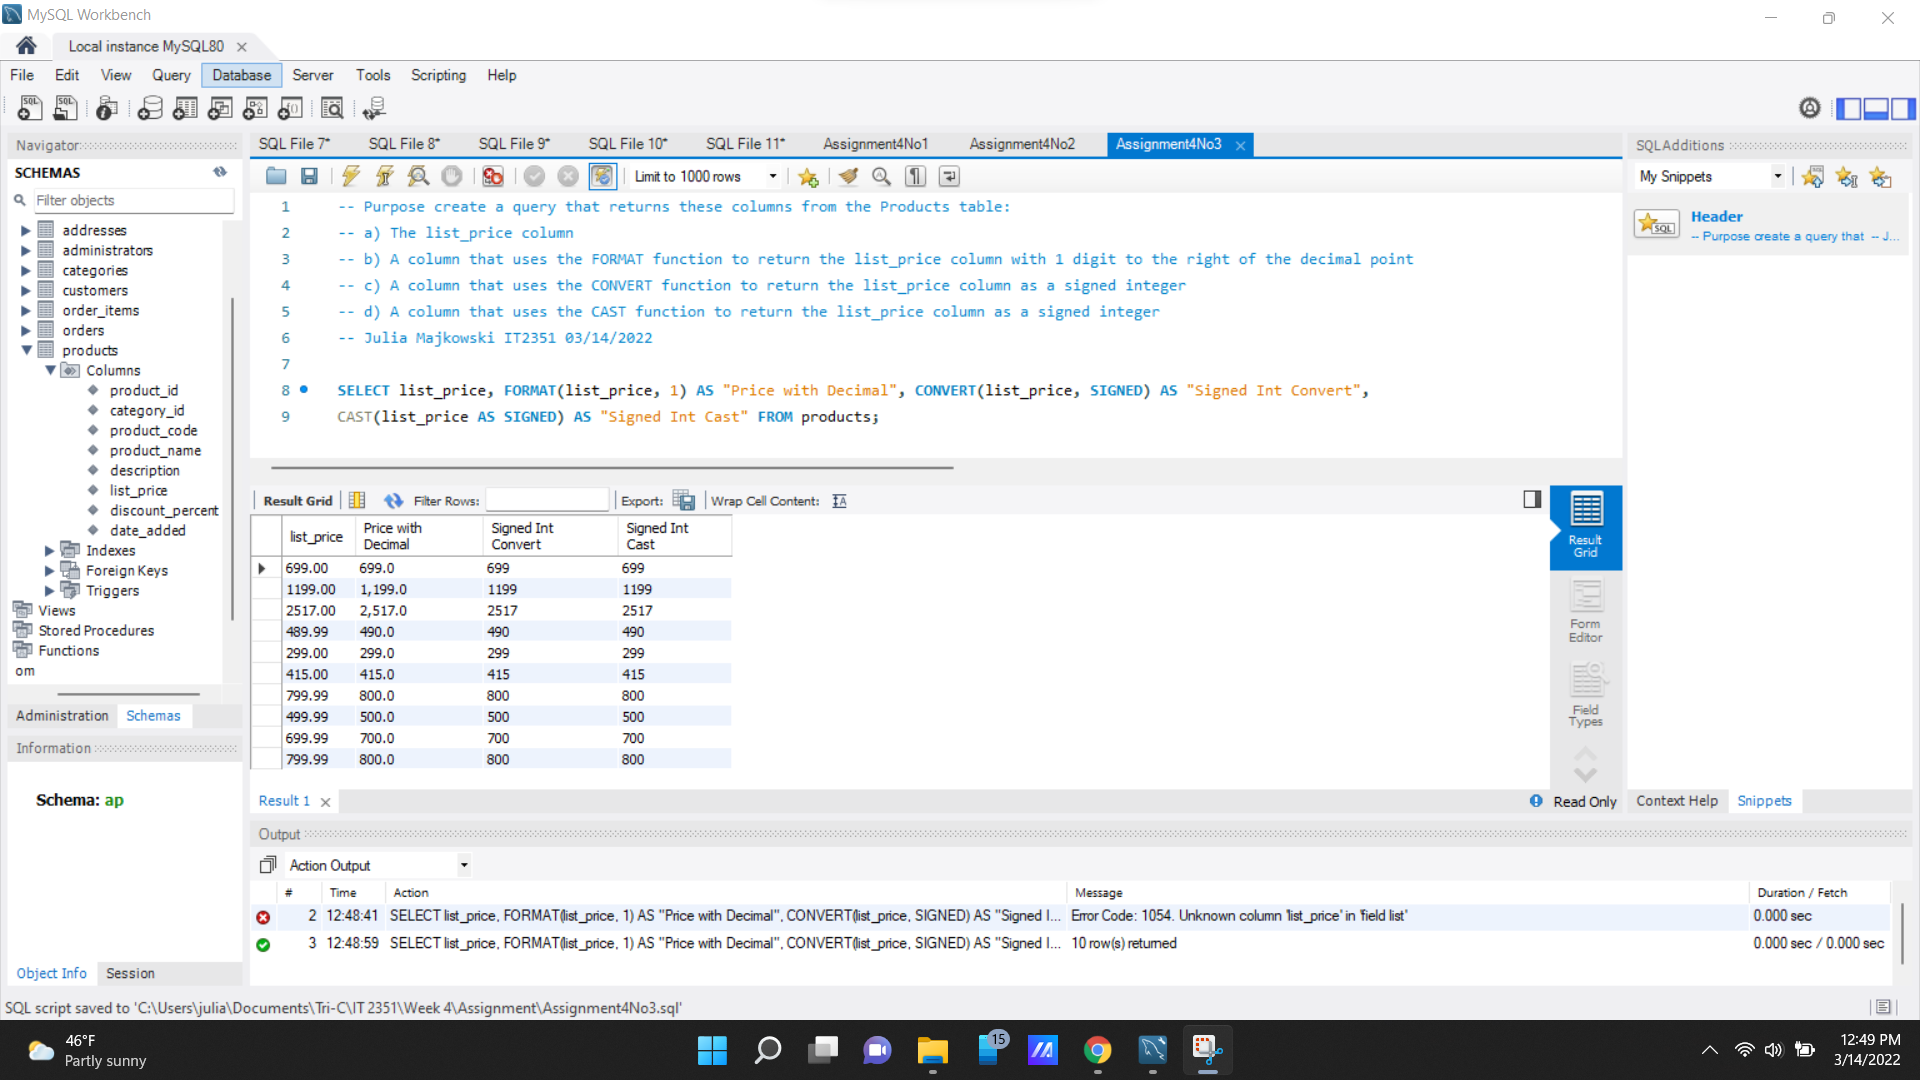 MySQL Workbench
Local instance MySQL80
File Edit View Query Database Server Tools Scripting Help
Navigator
SCHEMAS
Filter objects
addresses
administrators
categories
customers
order_items
orders
products
Columns
product_id
category_id
product_code
product_name
description
list_price
discount_percent
date_added
Indexes
Foreign Keys
Triggers
Views
Stored Procedures
Functions
om
Administration Schemas
Information
Schema: ap
Object Info Session
SQL File 7* SQL File 8* SQL File 9* SQL File 10* SQL File 11* Assignment4No1 Assignment4No2 Assignment4No3
Limit to 1000 rows
1 -- Purpose create a query that returns these columns from the Products table:
2 -- a) The list_price column
3 -- b) A column that uses the FORMAT function to return the list_price column with 1 digit to the right of the decimal point
4 -- c) A column that uses the CONVERT function to return the list_price column as a signed integer
5 -- d) A column that uses the CAST function to return the list_price column as a signed integer
6 -- Julia Majkowski IT2351 03/14/2022
7
8 SELECT list_price, FORMAT(list_price, 1) AS "Price with Decimal", CONVERT(list_price, SIGNED) AS "Signed Int Convert",
9 CAST(list_price AS SIGNED) AS "Signed Int Cast" FROM products;
Result Grid Filter Rows: Export: Wrap Cell Content:
list_price Price with Decimal Signed Int Convert Signed Int Cast
699.00 699.0 699 699
1199.00 1,199.0 1199 1199
2517.00 2,517.0 2517 2517
489.99 490.0 490 490
299.00 299.0 299 299
415.00 415.0 415 415
799.99 800.0 800 800
499.99 500.0 500 500
699.99 700.0 700 700
799.99 800.0 800 800
Result Grid
Form Editor
Field Types
Result 1
Read Only
SQLAdditions
My Snippets
SQL
Header
-- Purpose create a query that -- J...
Context Help Snippets
Output
Action Output
# Time Action Message Duration / Fetch
2 12:48:41 SELECT list_price, FORMAT(list_price, 1) AS "Price with Decimal", CONVERT(list_price, SIGNED) AS "Signed I... Error Code: 1054. Unknown column 'list_price' in 'field list' 0.000 sec
3 12:48:59 SELECT list_price, FORMAT(list_price, 1) AS "Price with Decimal", CONVERT(list_price, SIGNED) AS "Signed I... 10 row(s) returned 0.000 sec / 0.000 sec
SQL script saved to 'C:\Users\julia\Documents\Tri-C\IT 2351\Week 4\Assignment\Assignment4No3.sql'
46°F
Partly sunny
15
12:49 PM
3/14/2022